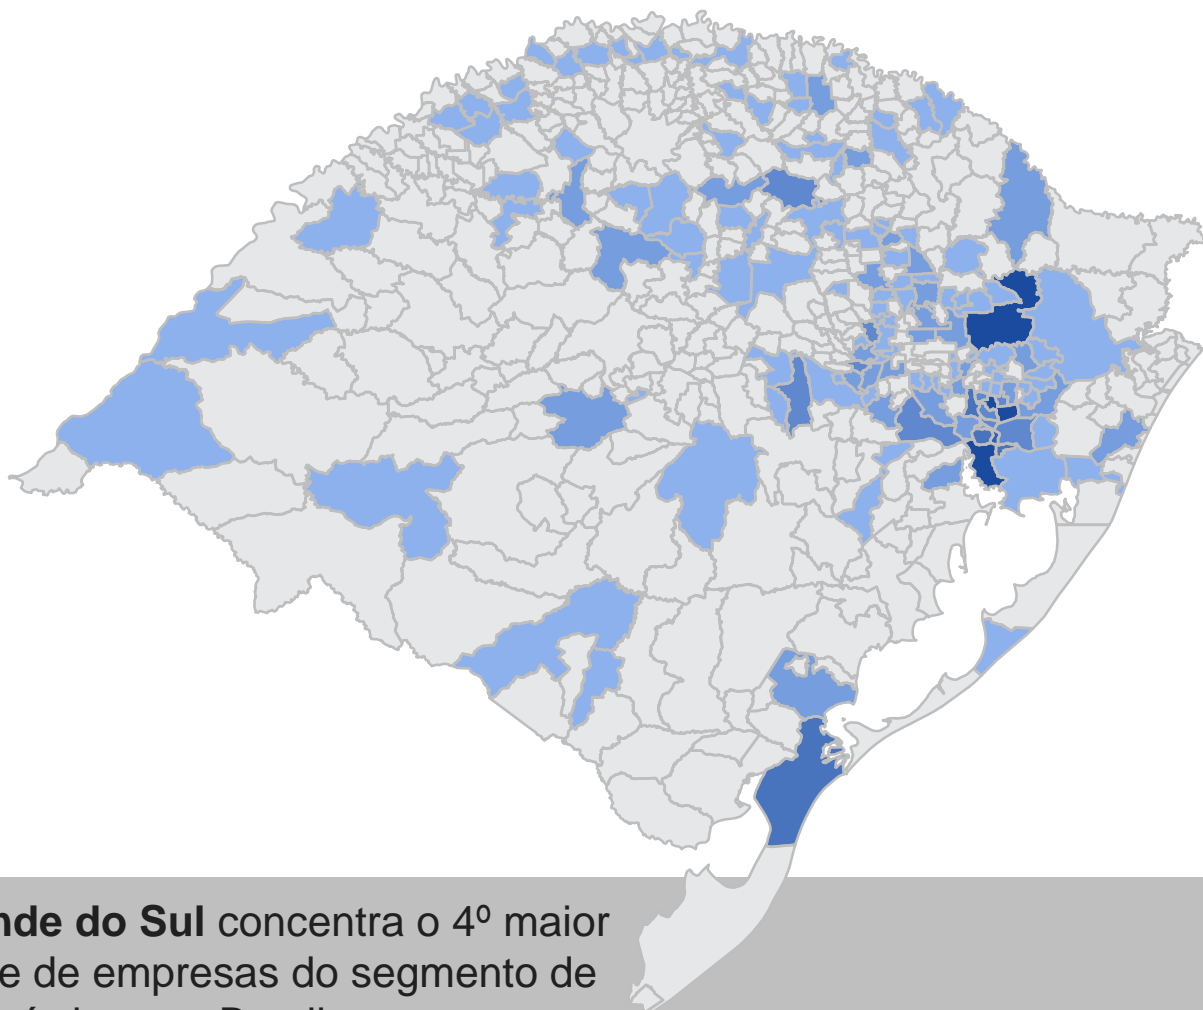 nde do Sul concentra o 4º maior
e de empresas do segmento de